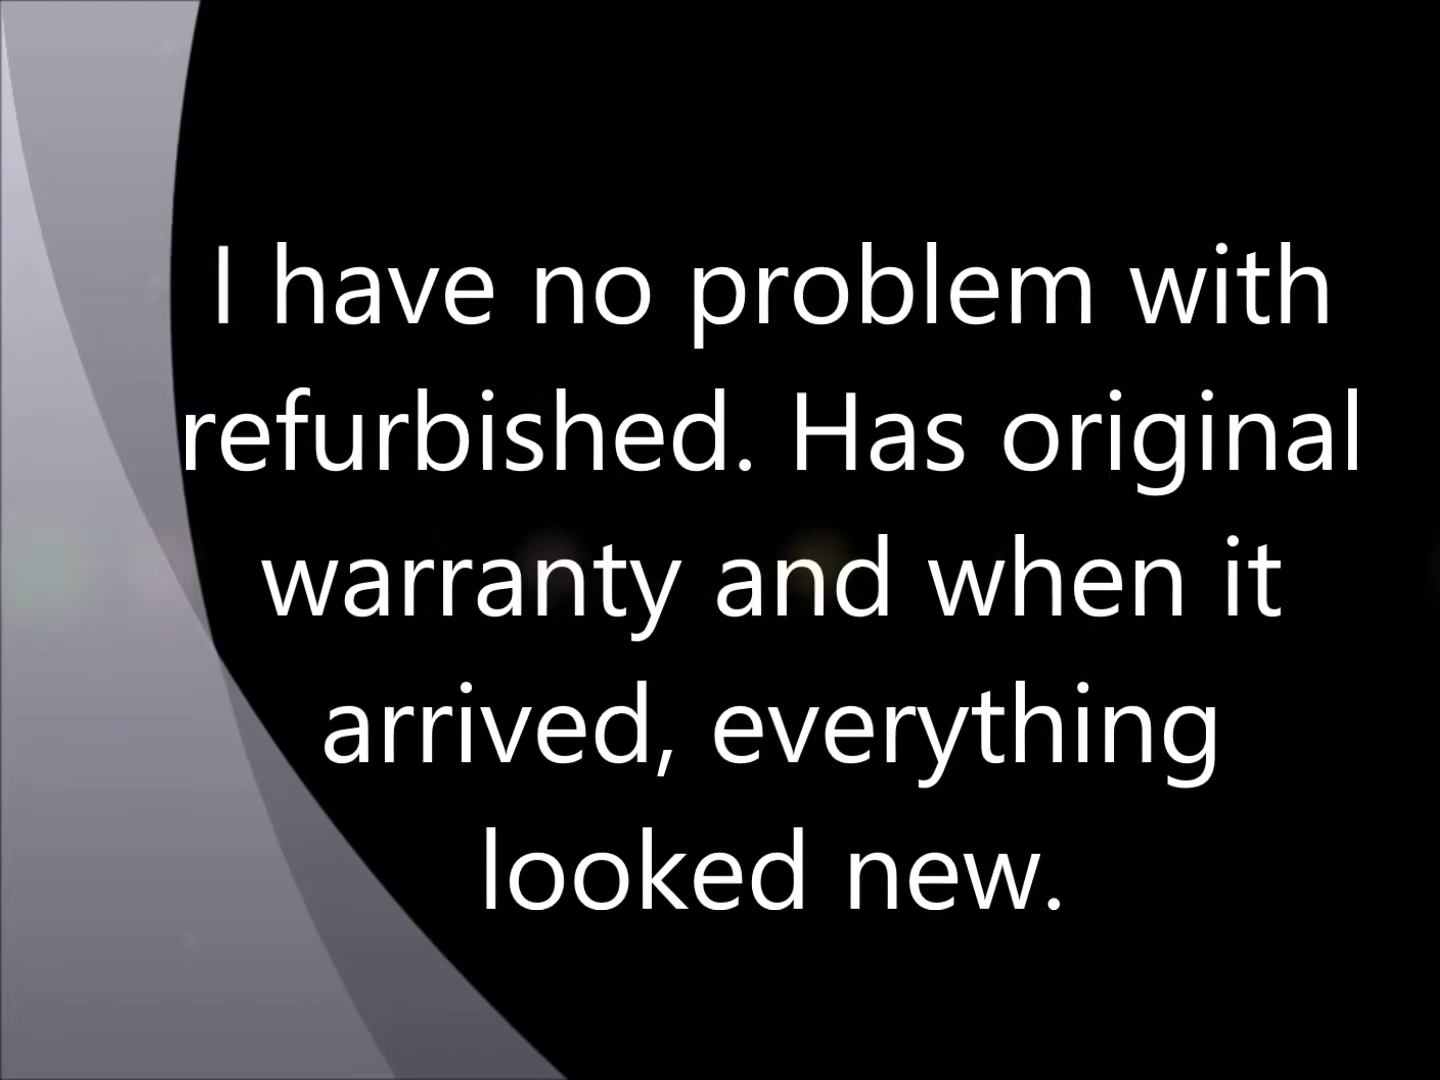 I have no problem with
refurbished. Has original
warranty and when it
arrived, everything
looked new.